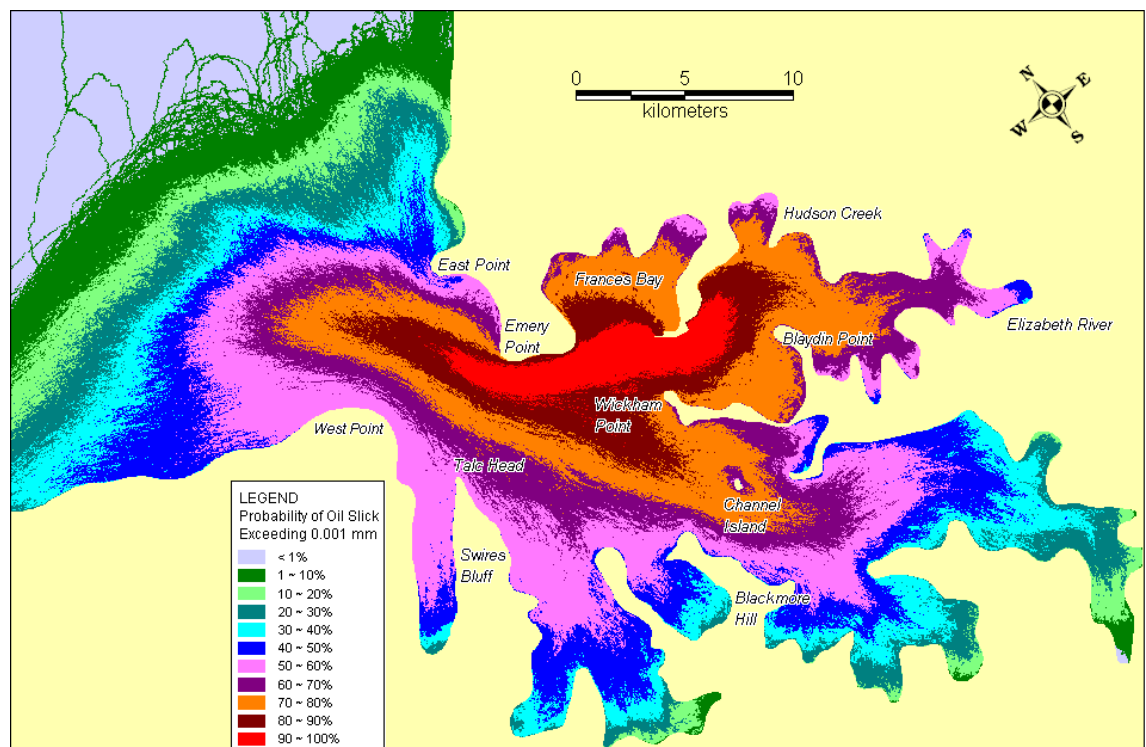 0 5 10
kilometers
N E
W S
Hudson Creek
East Point
Frances Bay
Emery
Point
Elizabeth River
Blaydin Point
Wickham
Point
West Point
Talc Head
Channel
Island
Swires
Bluff
Blackmore
Hill
LEGEND
Probability of Oil Slick
Exceeding 0.001 mm
< 1%
1 ~ 10%
10 ~ 20%
20 ~ 30%
30 ~ 40%
40 ~ 50%
50 ~ 60%
60 ~ 70%
70 ~ 80%
80 ~ 90%
90 ~ 100%